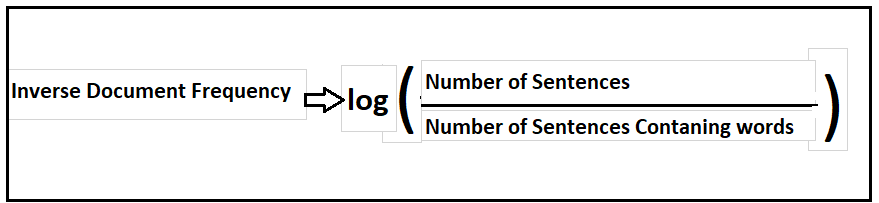 Inverse Document Frequency
log
(
Number of Sentences
Number of Sentences Contaning words
)